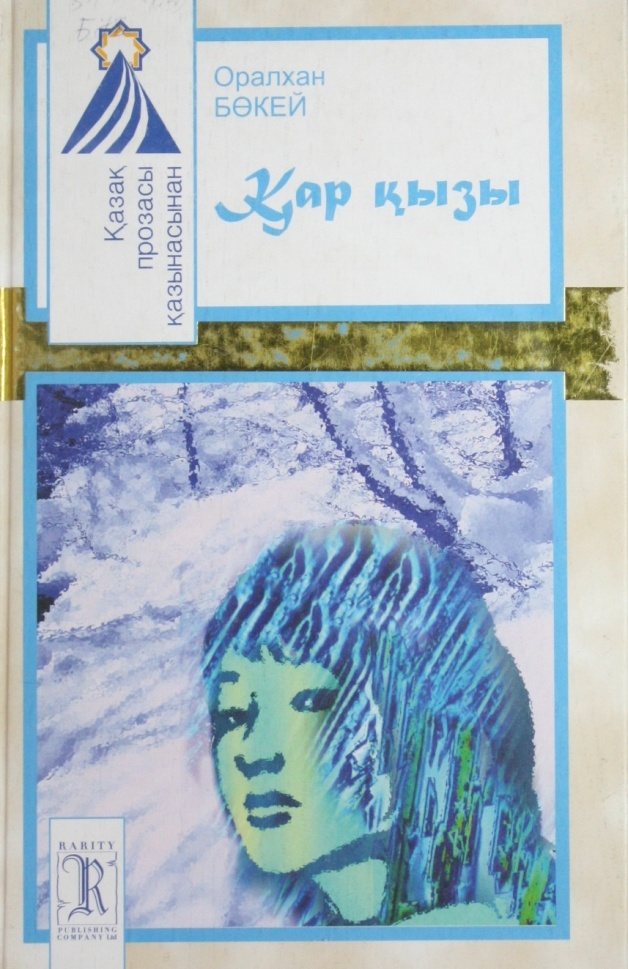 Оралхан
БӨКЕЙ
Қар қызы
Қазақ
прозасы
қазынасынан
RARITY
R
PUBLISHING
COMPANY Ltd